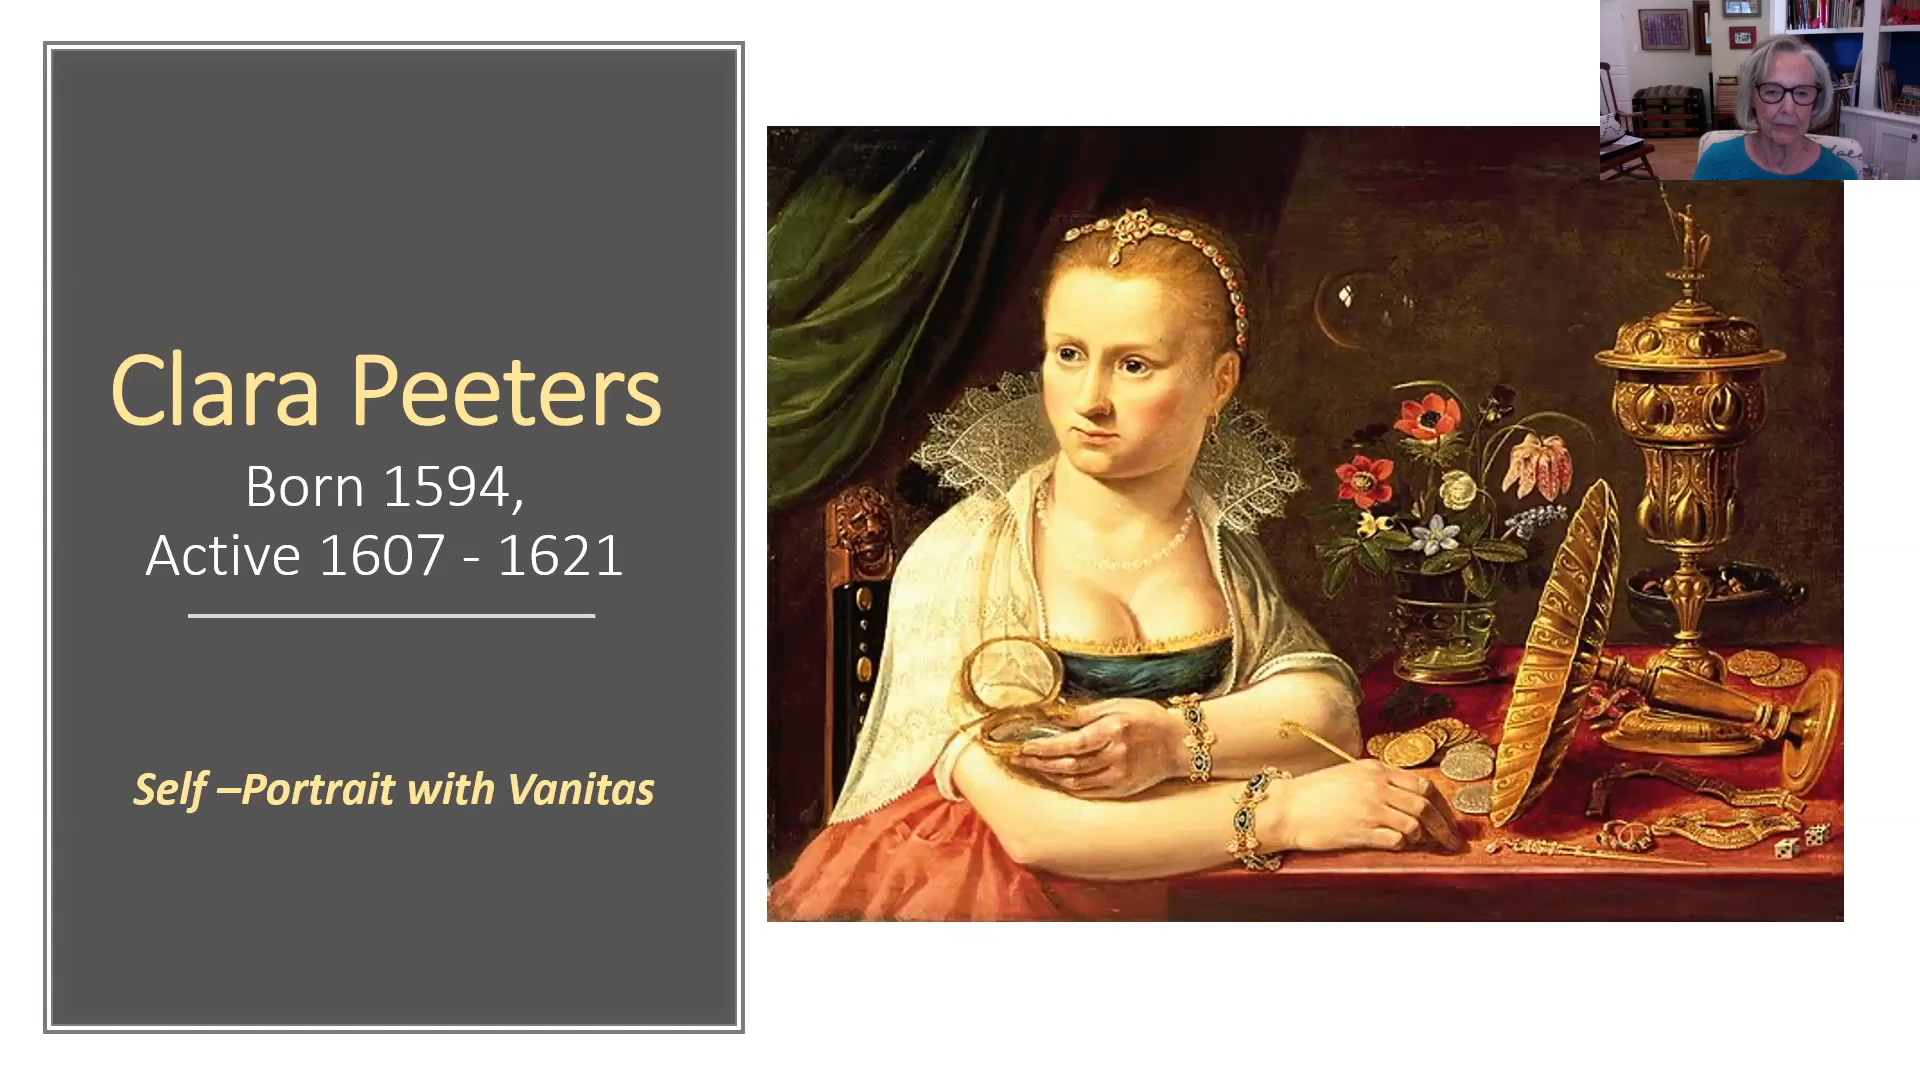 Clara Peeters
Born 1594,
Active 1607 - 1621
Self –Portrait with Vanitas